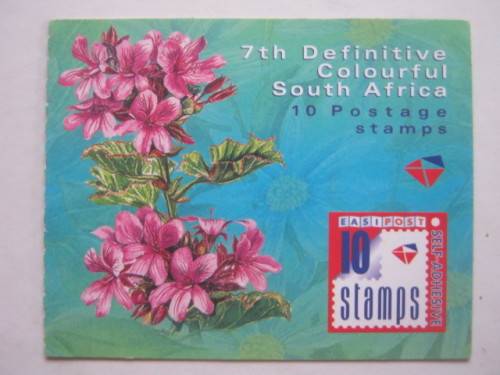 7th Definitive
Colourful
South Africa
10 Postage
stamps
EASIPOST
10
stamps
SELF-ADHESIVE